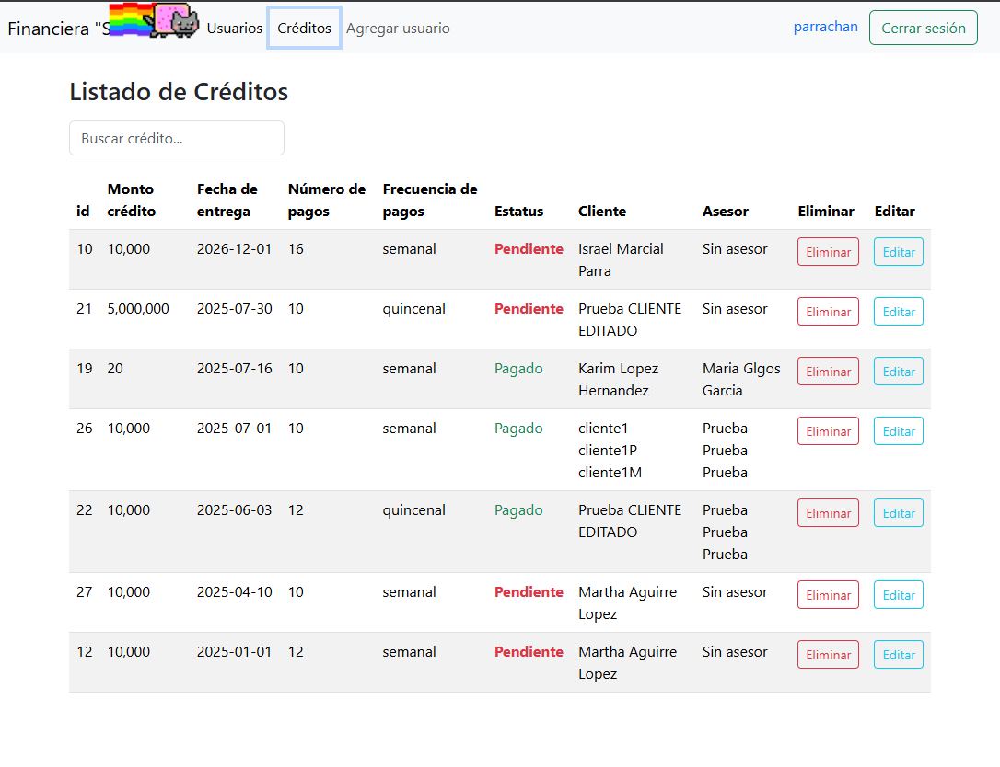 Financiera "S Usuarios Créditos Agregar usuario parrachan Cerrar sesión
Listado de Créditos
Buscar crédito...
id Monto crédito Fecha de entrega Número de pagos Frecuencia de pagos Estatus Cliente Asesor Eliminar Editar
10 10,000 2026-12-01 16 semanal Pendiente Israel Marcial Parra Sin asesor Eliminar Editar
21 5,000,000 2025-07-30 10 quincenal Pendiente Prueba CLIENTE EDITADO Sin asesor Eliminar Editar
19 20 2025-07-16 10 semanal Pagado Karim Lopez Hernandez Maria Glgos Garcia Eliminar Editar
26 10,000 2025-07-01 10 semanal Pagado cliente1 cliente1P cliente1M Prueba Prueba Prueba Eliminar Editar
22 10,000 2025-06-03 12 quincenal Pagado Prueba CLIENTE EDITADO Prueba Prueba Prueba Eliminar Editar
27 10,000 2025-04-10 10 semanal Pendiente Martha Aguirre Lopez Sin asesor Eliminar Editar
12 10,000 2025-01-01 12 semanal Pendiente Martha Aguirre Lopez Sin asesor Eliminar Editar